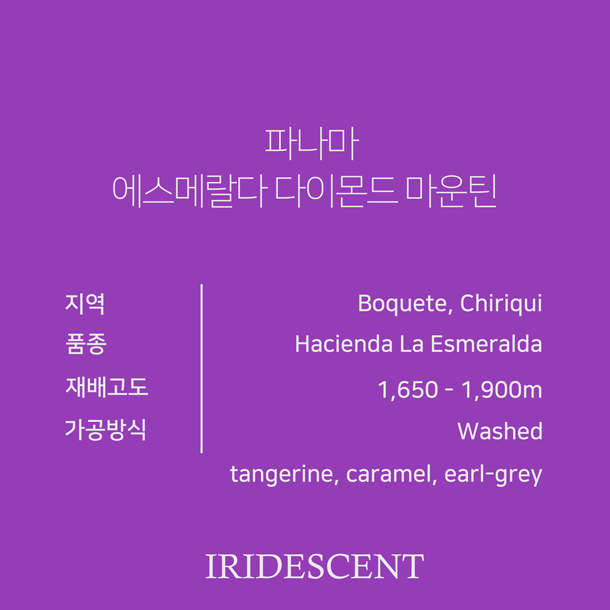 파나마
에스메랄다 다이몬드 마운틴
지역 Boquete, Chiriqui
품종 Hacienda La Esmeralda
재배고도 1,650 - 1,900m
가공방식 Washed
tangerine, caramel, earl-grey
IRIDESCENT